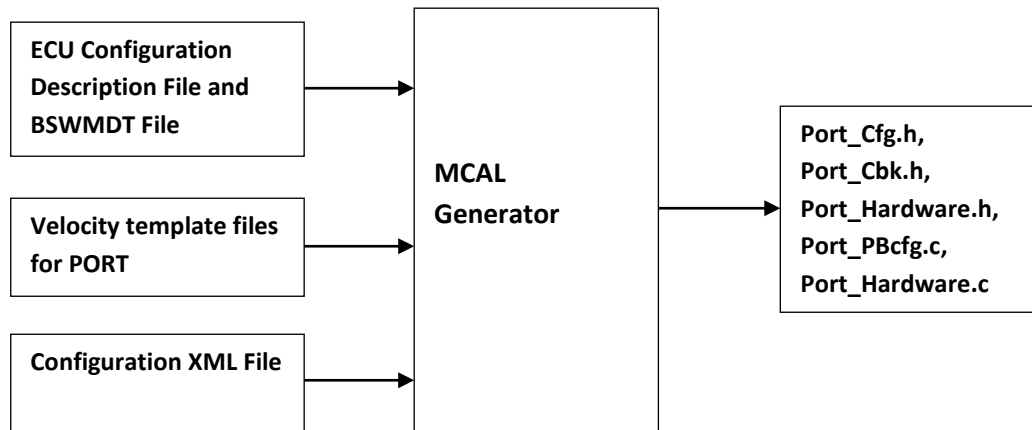 ECU Configuration
Description File and
BSWMDT File
Velocity template files
for PORT
Configuration XML File
MCAL
Generator
Port_Cfg.h,
Port_Cbk.h,
Port_Hardware.h,
Port_PBcfg.c,
Port_Hardware.c